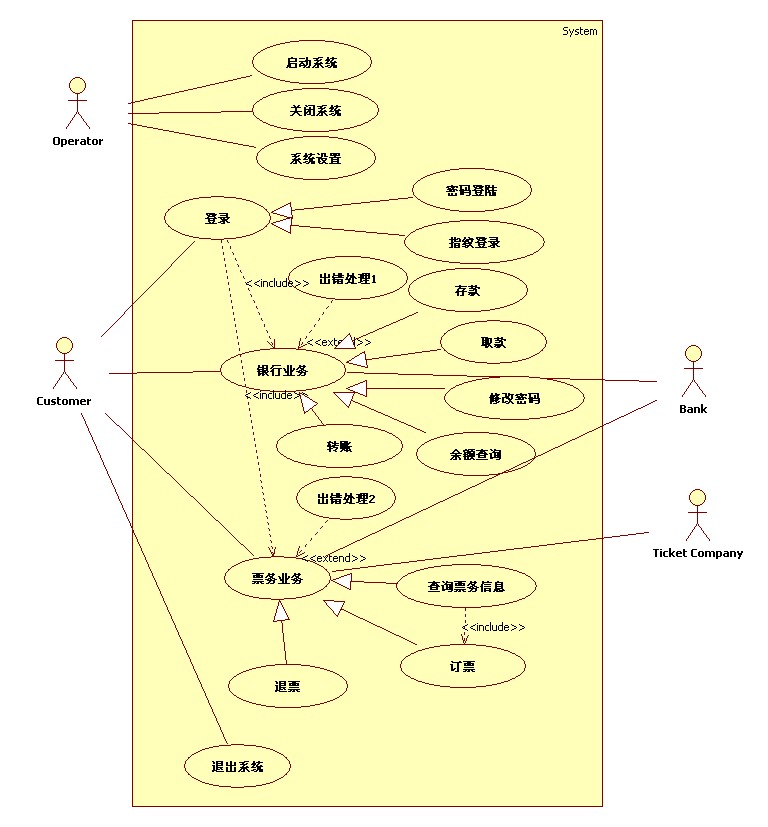 System
启动系统
关闭系统
Operator
系统设置
密码登陆
登录
指纹登录
出错处理1
<<include>>
存款
<<extend>>
取款
银行业务
Customer
<<include>>
修改密码
Bank
转账
余额查询
出错处理2
<<extend>>
Ticket Company
票务业务
查询票务信息
<<include>>
订票
退票
退出系统